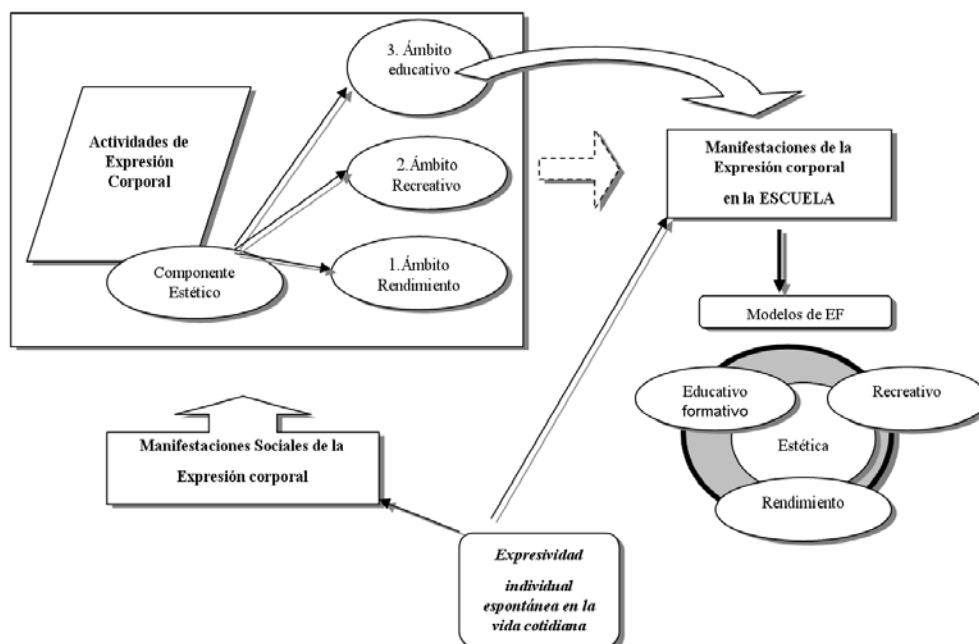 3. Ámbito
educativo
Actividades de
Expresión
Corporal
2.Ámbito
Recreativo
Componente
Estético
1.Ámbito
Rendimiento
Manifestaciones de la
Expresión corporal
en la ESCUELA
Modelos de EF
Educativo
formativo
Recreativo
Estética
Rendimiento
Manifestaciones Sociales de la
Expresión corporal
Expresividad
individual
espontánea en la
vida cotidiana